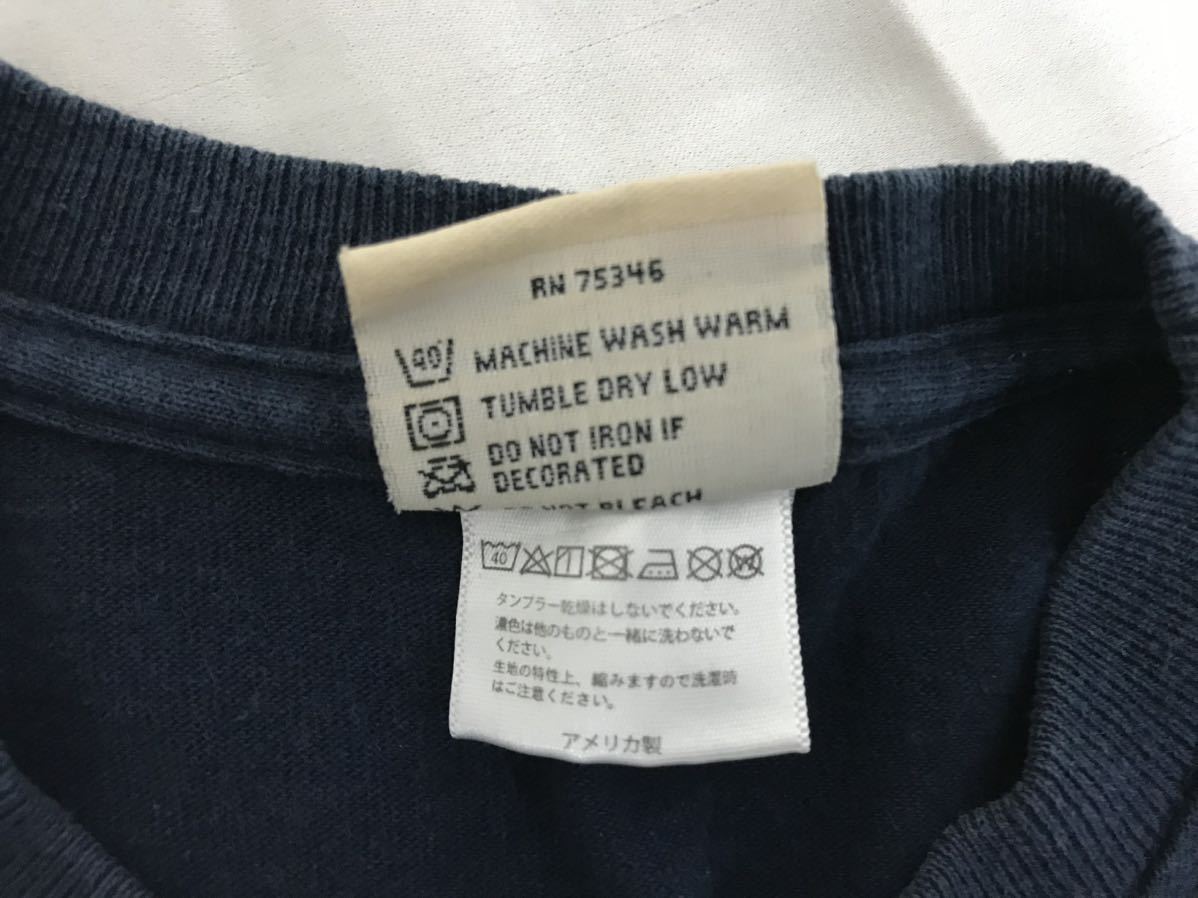 RN 75346
40° MACHINE WASH WARM
TUMBLE DRY LOW
DO NOT IRON IF
DECORATED
NOT BLEACH
40
タンブラー乾燥はしないでください。
濃色は他のものと一緒に洗わないで
ください。
生地の特性上、縮みますので洗濯時
はご注意ください。
アメリカ製